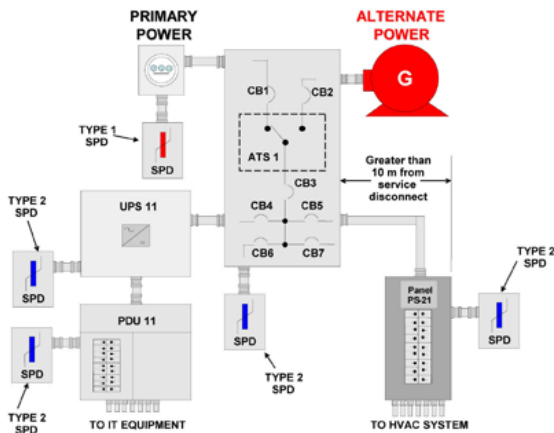 PRIMARY
POWER
ALTERNATE
POWER
G
CB1
CB2
TYPE 1
SPD
SPD
ATS 1
Greater than
10 m from
service
disconnect
CB3
TYPE 2
SPD
UPS 11
CB4
CB5
CB6
CB7
SPD
TYPE 2
SPD
Panel
PS-21
PDU 11
SPD
SPD
SPD
TYPE 2
SPD
TYPE 2
SPD
TO IT EQUIPMENT
TO HVAC SYSTEM